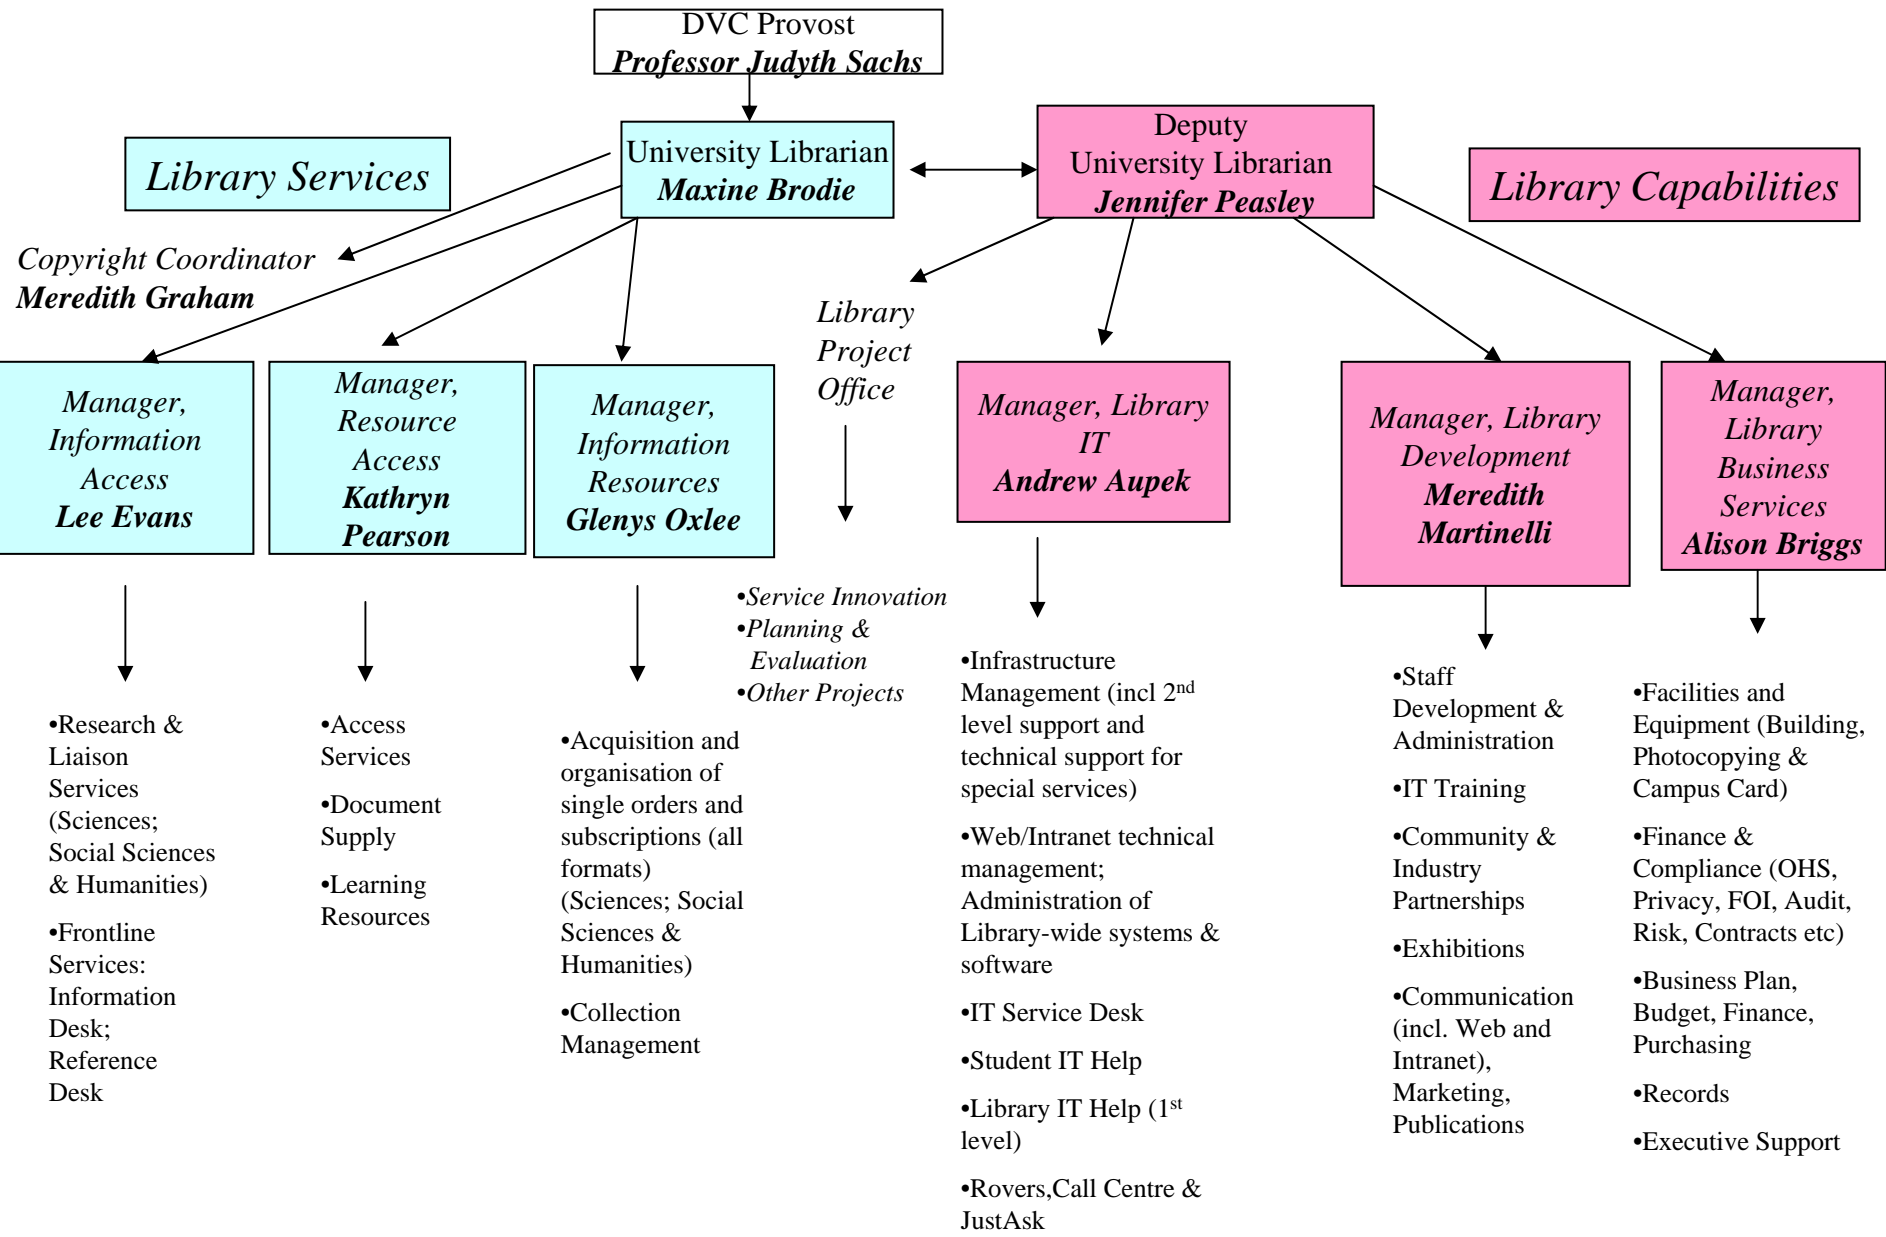 DVC Provost
Professor Judyth Sachs
Library Services
University Librarian
Maxine Brodie
Deputy
University Librarian
Jennifer Peasley
Library Capabilities
Copyright Coordinator
Meredith Graham
Library
Project
Office
Manager,
Information
Access
Lee Evans
Manager,
Resource
Access
Kathryn
Pearson
Manager,
Information
Resources
Glenys Oxlee
Manager, Library
IT
Andrew Aupek
Manager, Library
Development
Meredith
Martinelli
Manager,
Library
Business
Services
Alison Briggs
•Research &
Liaison
Services
(Sciences;
Social Sciences
& Humanities)
•Frontline
Services:
Information
Desk;
Reference
Desk
•Access
Services
•Document
Supply
•Learning
Resources
•Acquisition and
organisation of
single orders and
subscriptions (all
formats)
(Sciences; Social
Sciences &
Humanities)
•Collection
Management
•Service Innovation
•Planning &
Evaluation
•Other Projects
•Infrastructure
Management (incl 2nd
level support and
technical support for
special services)
•Web/Intranet technical
management;
Administration of
Library-wide systems &
software
•IT Service Desk
•Student IT Help
•Library IT Help (1st
level)
•Rovers,Call Centre &
JustAsk
•Staff
Development &
Administration
•IT Training
•Community &
Industry
Partnerships
•Exhibitions
•Communication
(incl. Web and
Intranet),
Marketing,
Publications
•Facilities and
Equipment (Building,
Photocopying &
Campus Card)
•Finance &
Compliance (OHS,
Privacy, FOI, Audit,
Risk, Contracts etc)
•Business Plan,
Budget, Finance,
Purchasing
•Records
•Executive Support